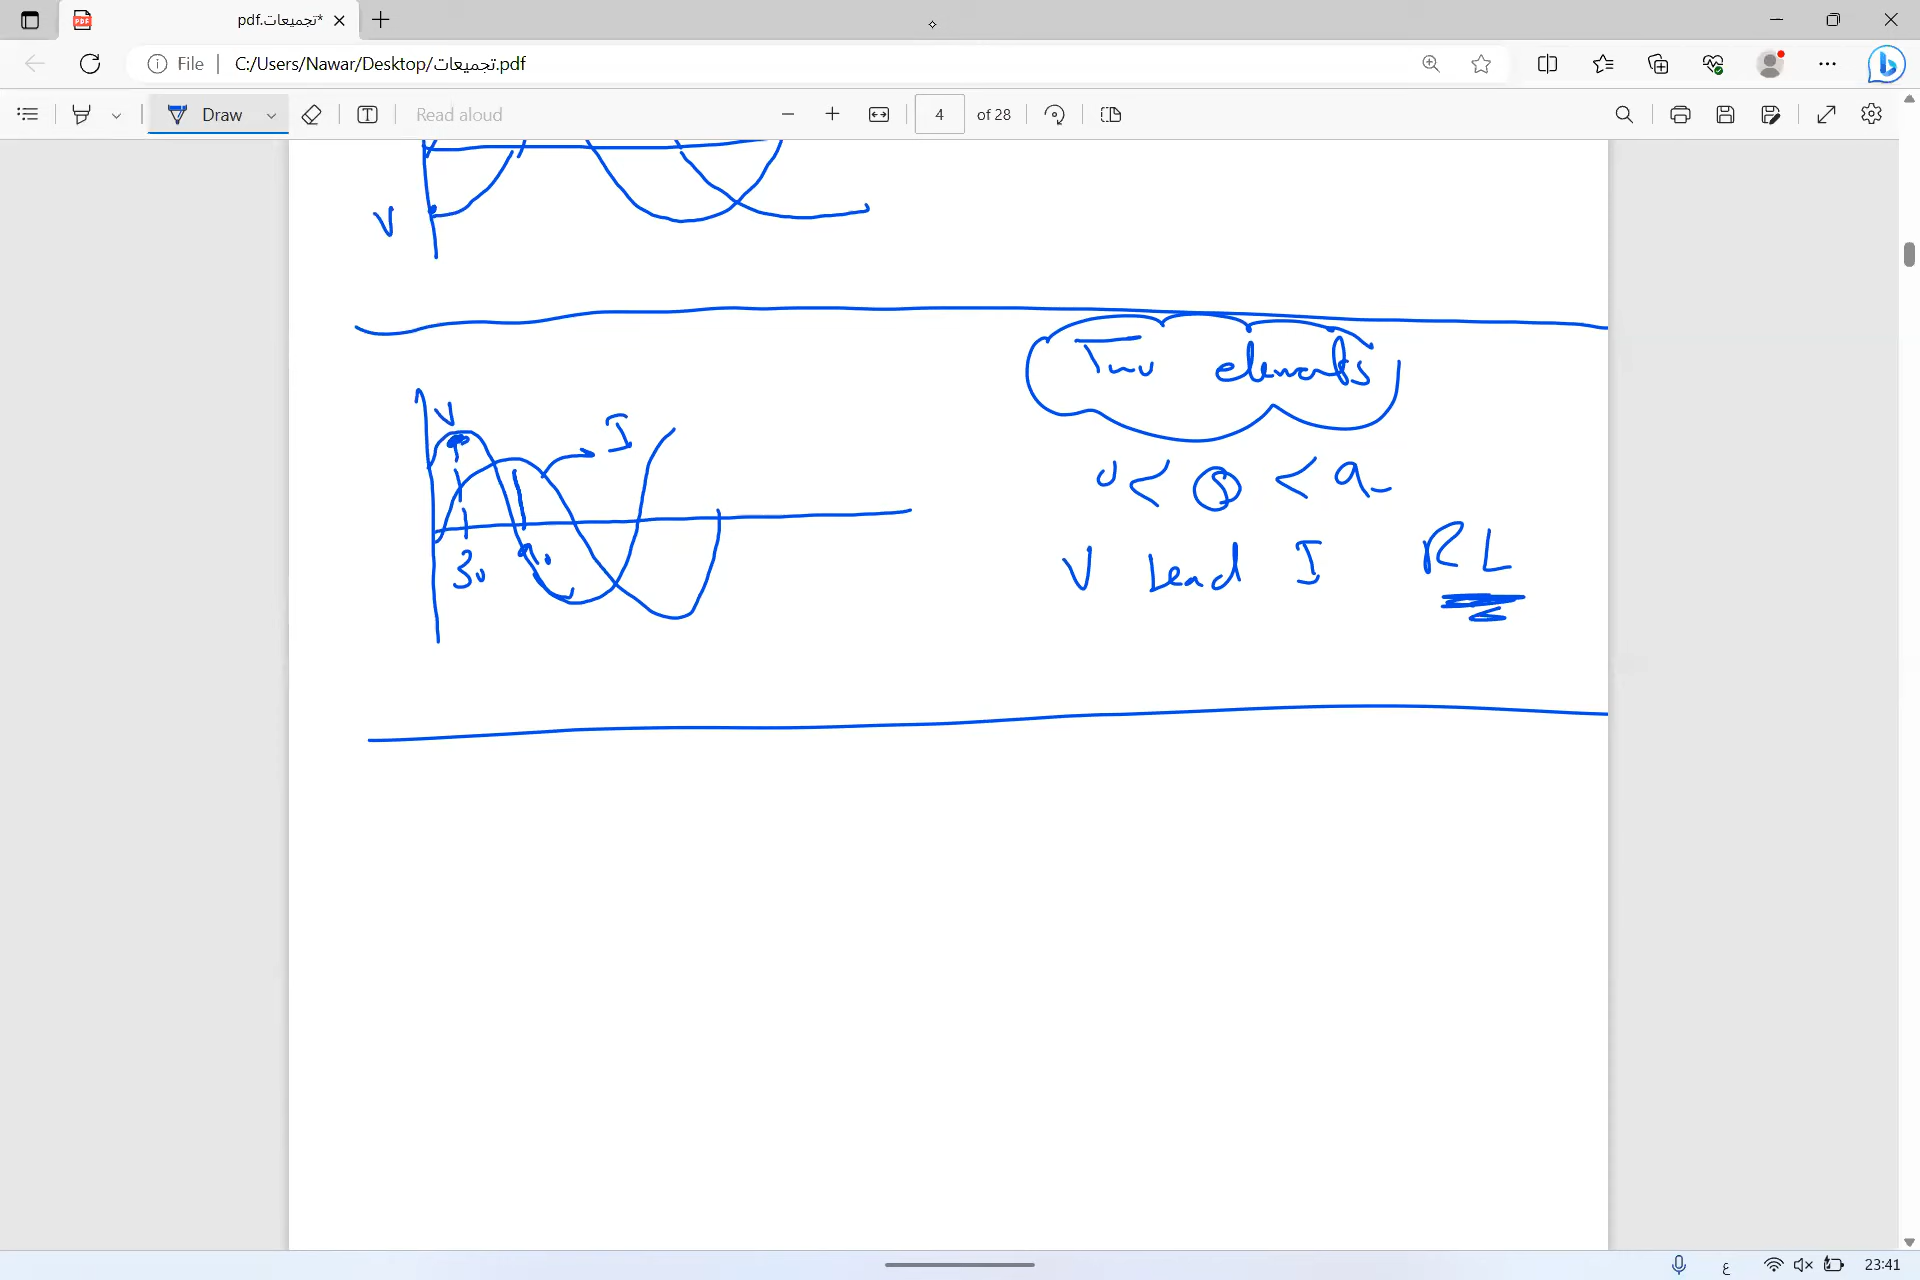 تجميعات.pdf*
File C:/Users/Nawar/Desktop/تجميعات.pdf
Draw Read aloud 4 of 28
V
Two elements
V
I
0 < < 90
30 90
V Lead I RL
ع 23:41